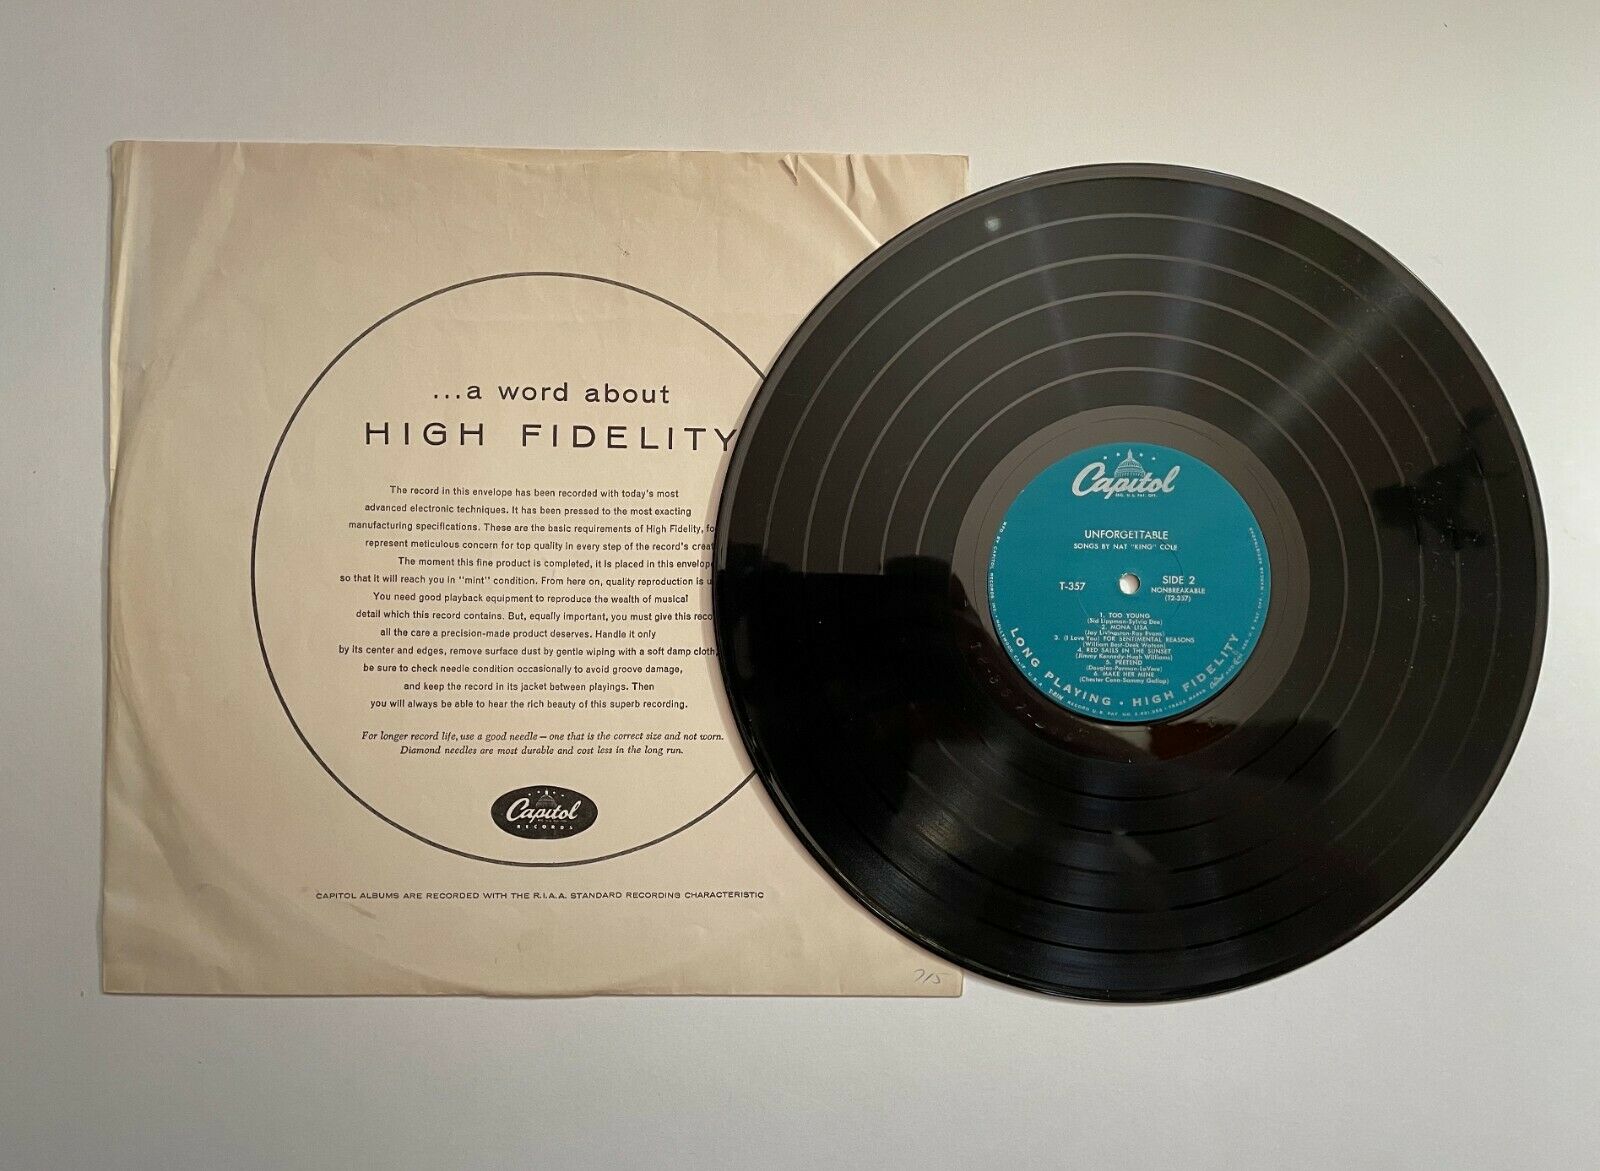 ...a word about
HIGH FIDELITY
The record in this envelope has been recorded with today's most
advanced electronic techniques. It has been pressed to the most exacting
manufacturing specifications. These are the basic requirements of High Fidelity, fo
represent meticulous concern for top quality in every step of the record's creat
The moment this fine product is completed, it is placed in this envelope
so that it will reach you in "mint" condition. From here on, quality reproduction is u
You need good playback equipment to reproduce the wealth of musical
detail which this record contains. But, equally important, you must give this reco
all the care a precision-made product deserves. Handle it only
by its center and edges, remove surface dust by gentle wiping with a soft damp cloth,
be sure to check needle condition occasionally to avoid groove damage,
and keep the record in its jacket between playings. Then
you will always be able to hear the rich beauty of this superb recording.
For longer record life, use a good needle — one that is the correct size and not worn.
Diamond needles are most durable and cost less in the long run.
Capitol
RECORDS
CAPITOL ALBUMS ARE RECORDED WITH THE R.I.A.A. STANDARD RECORDING CHARACTERISTIC
715
Capitol
REG. U.S. PAT. OFF.
UNFORGETTABLE
SONGS BY NAT "KING" COLE
T-357
SIDE 2
NONBREAKABLE
(T2-357)
1. TOO YOUNG
(Sid Lippman-Sylvia Dee)
2. MONA LISA
(Jay Livingston-Ray Evans)
3. (I Love You) FOR SENTIMENTAL REASONS
(William Best-Deek Watson)
4. RED SAILS IN THE SUNSET
(Jimmy Kennedy-Hugh Williams)
5. PRETEND
(Douglas-Parman-LaVere)
6. MAKE HER MINE
(Chester Conn-Sammy Gallop)
LONG PLAYING • HIGH FIDELITY
MFD. BY CAPITOL RECORDS, INC.